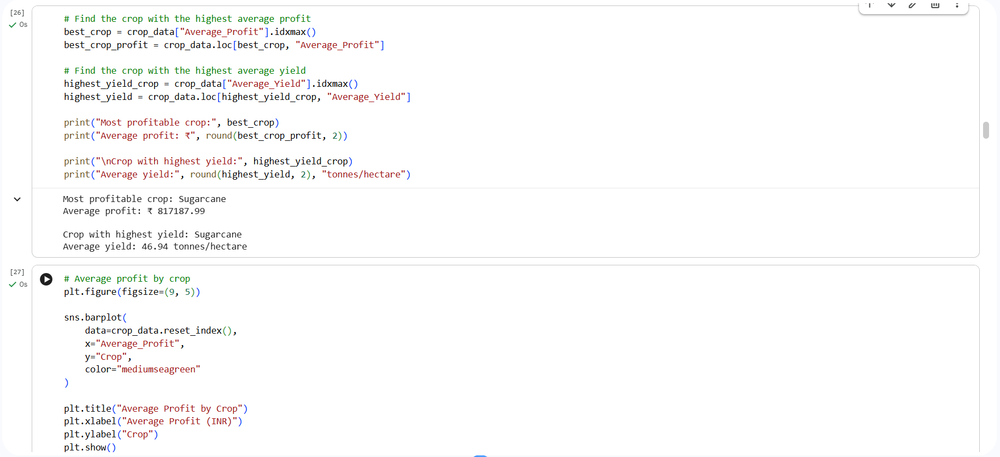 [26]
0s
# Find the crop with the highest average profit
best_crop = crop_data["Average_Profit"].idxmax()
best_crop_profit = crop_data.loc[best_crop, "Average_Profit"]
# Find the crop with the highest average yield
highest_yield_crop = crop_data["Average_Yield"].idxmax()
highest_yield = crop_data.loc[highest_yield_crop, "Average_Yield"]
print("Most profitable crop:", best_crop)
print("Average profit: ₹", round(best_crop_profit, 2))
print("\nCrop with highest yield:", highest_yield_crop)
print("Average yield:", round(highest_yield, 2), "tonnes/hectare")
Most profitable crop: Sugarcane
Average profit: ₹ 817187.99
Crop with highest yield: Sugarcane
Average yield: 46.94 tonnes/hectare
[27]
0s
# Average profit by crop
plt.figure(figsize=(9, 5))
sns.barplot(
    data=crop_data.reset_index(),
    x="Average_Profit",
    y="Crop",
    color="mediumseagreen"
)
plt.title("Average Profit by Crop")
plt.xlabel("Average Profit (INR)")
plt.ylabel("Crop")
plt.show()